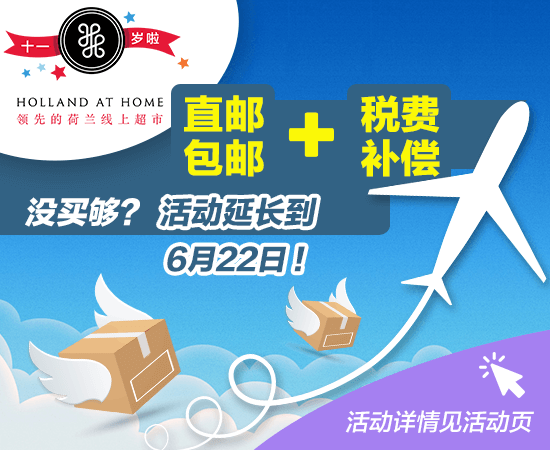 十一 岁啦
HOLLAND AT HOME
领先的荷兰线上超市
直邮 + 税费
包邮 补偿
没买够？活动延长到
6月22日！
活动详情见活动页